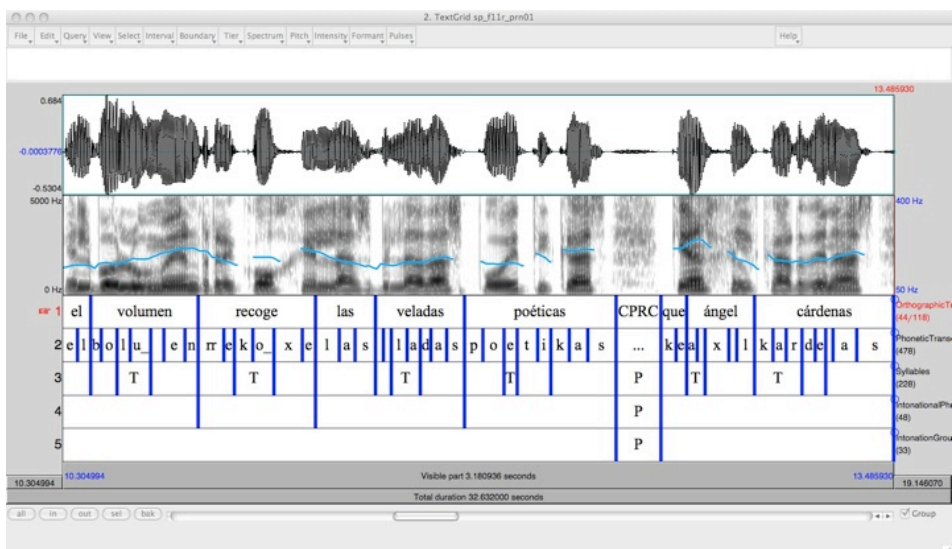 2. TextGrid sp_f11r_prn01
File Edit Query View Select Interval Boundary Tier Spectrum Pitch Intensity Formant Pulses Help
13.485930
0.684
-0.0003776
-0.5304
5000 Hz 400 Hz
0 Hz 50 Hz
1 el volumen recoge las veladas poéticas CPRC que ángel cárdenas OrthographicTr
(44/118)
2 e l b o l u_ e n rr e k o_ x e l a s l a d a s p o e t i k a s ... k e a x l k a r d e a s PhoneticTrans
(478)
3 T T T T P T T Syllables
(228)
4 P IntonationalPh
(48)
5 P IntonationGrou
(33)
10.304994 10.304994 Visible part 3.180936 seconds 13.485930 19.146070
Total duration 32.632000 seconds
all in out sel bak Group